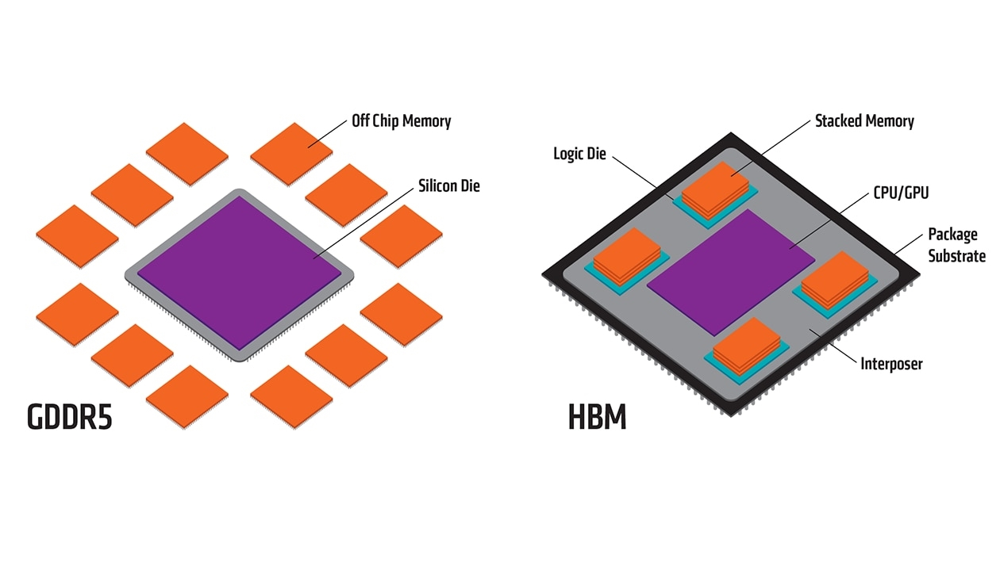 Off Chip Memory
Silicon Die
GDDR5
Stacked Memory
Logic Die
CPU/GPU
Package
Substrate
Interposer
HBM